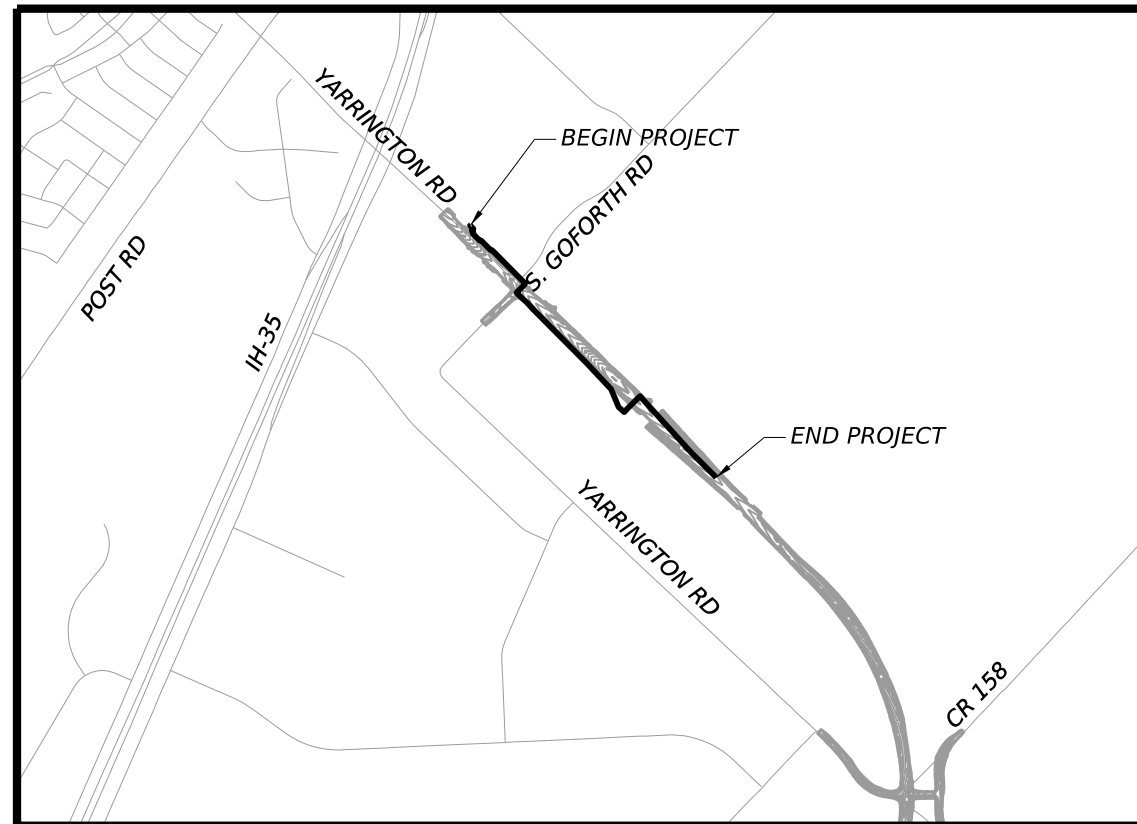 YARRINGTON RD
BEGIN PROJECT
S. GOFORTH RD
POST RD
IH-35
END PROJECT
YARRINGTON RD
CR 158